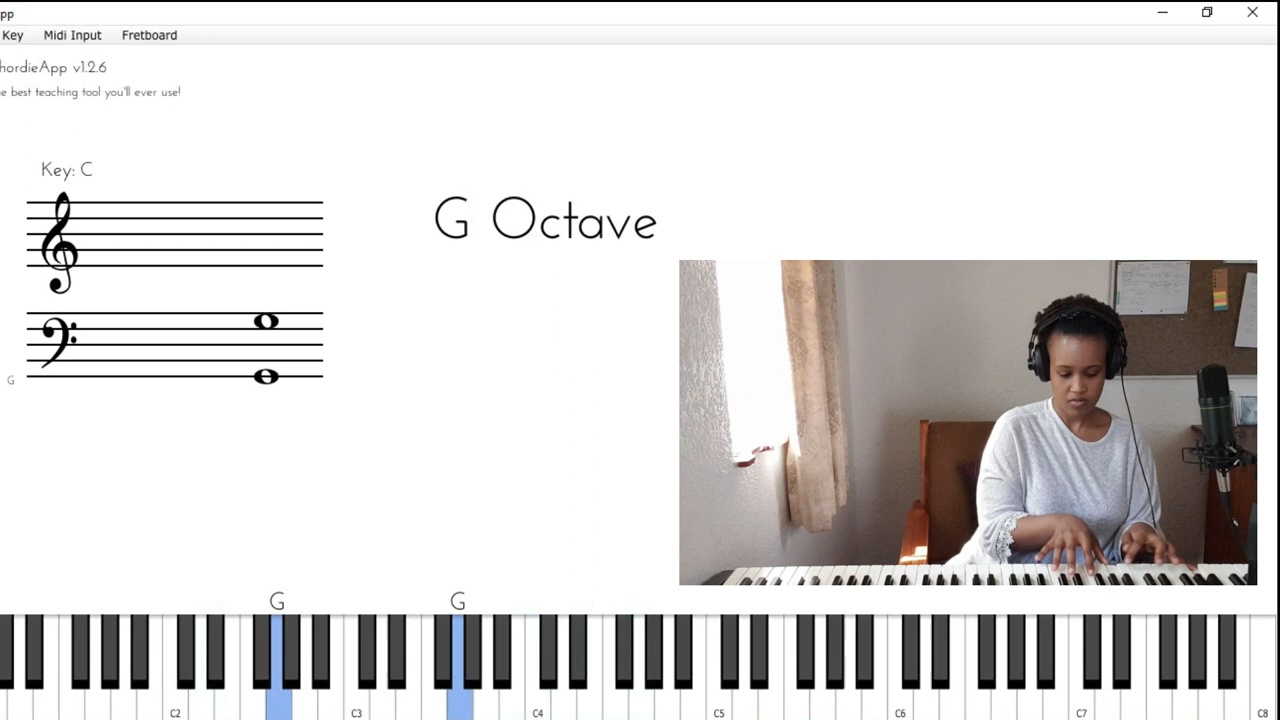 pp
Key Midi Input Fretboard
hordieApp v1.2.6
e best teaching tool you'll ever use!
Key: C
G Octave
G
G G
C2 C3 C4 C5 C6 C7 C8